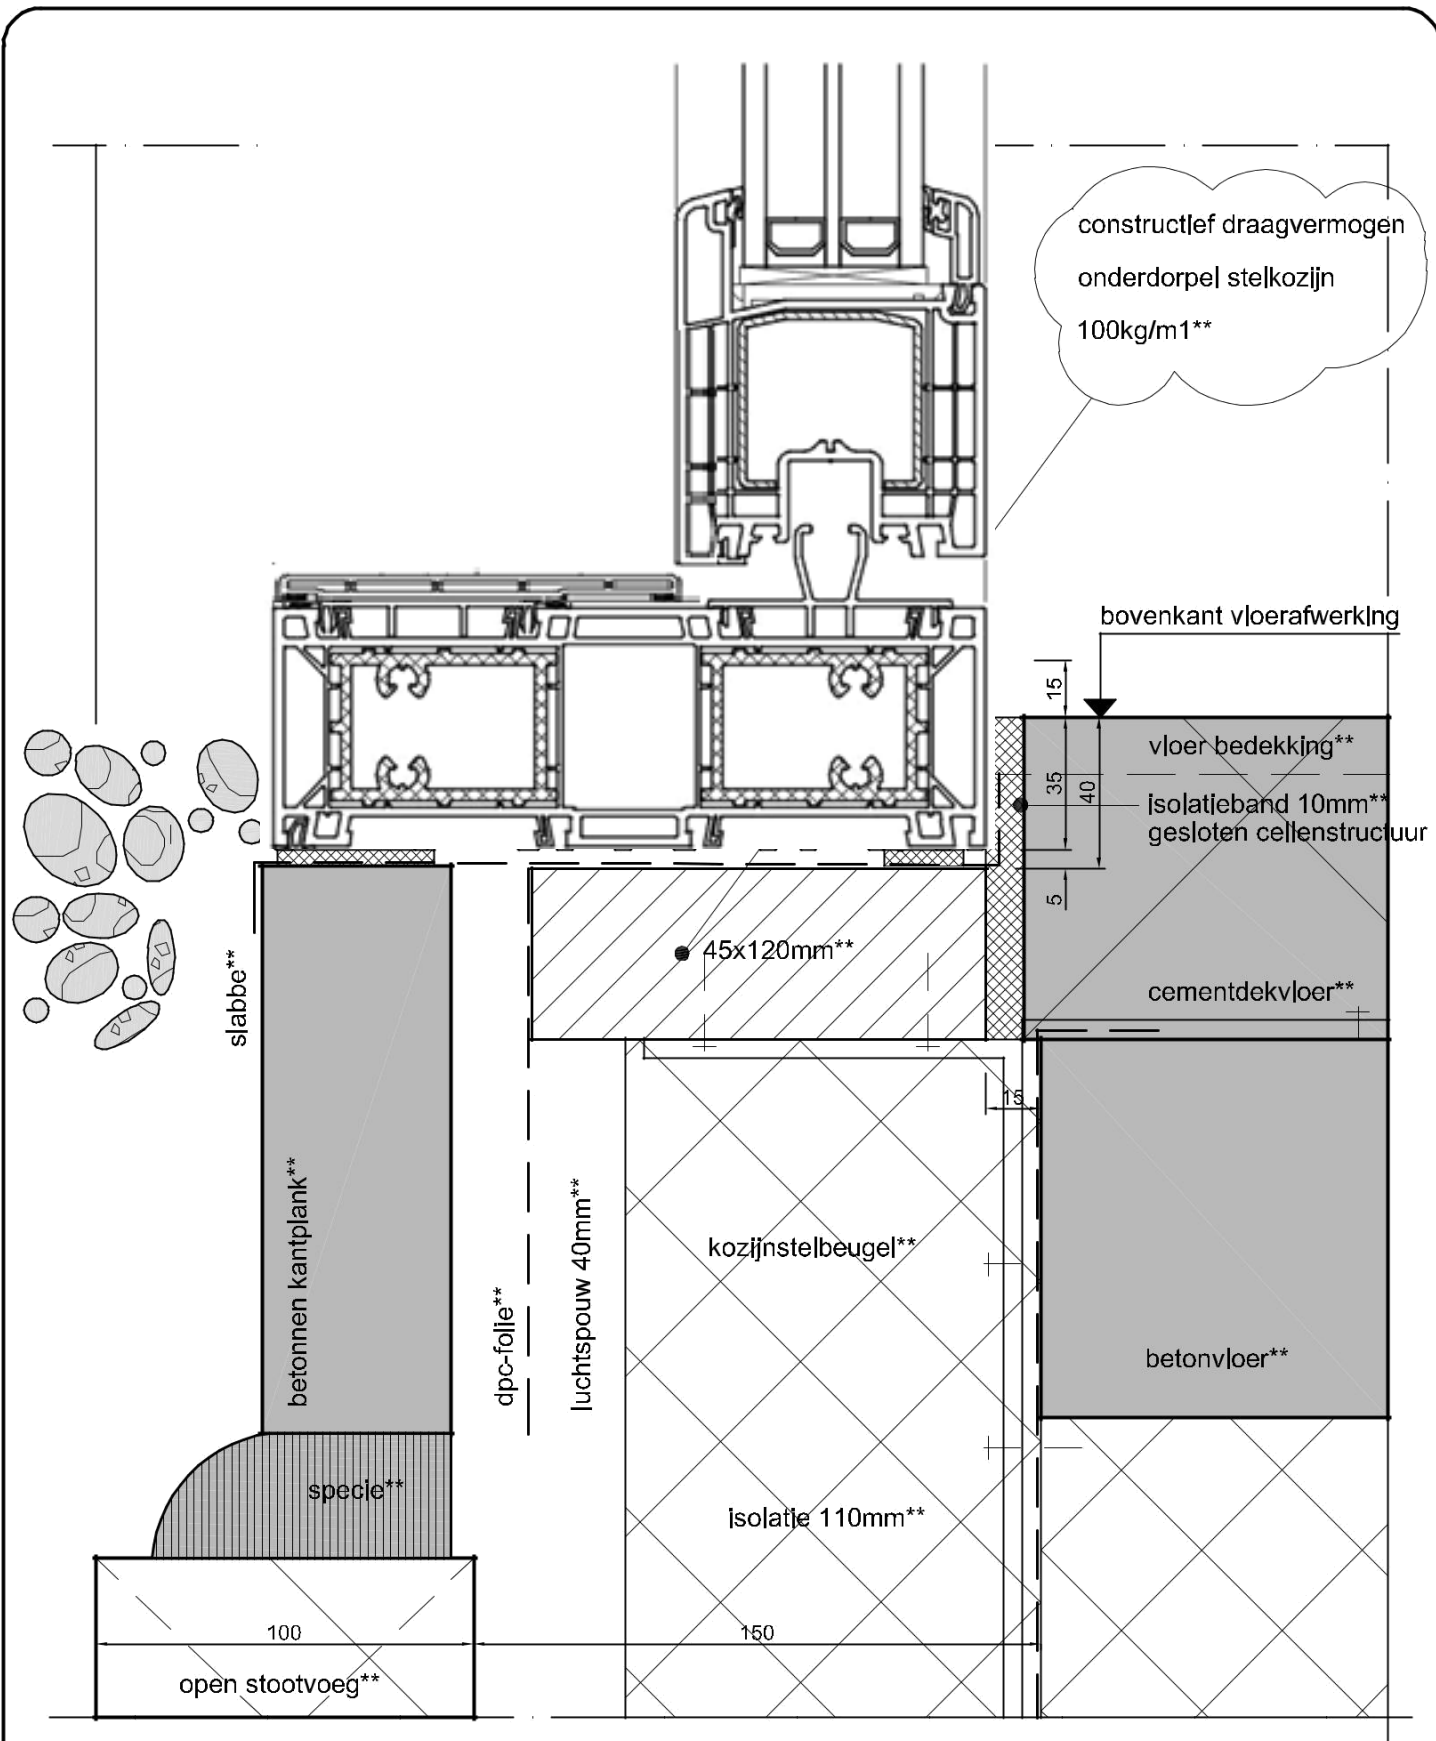 constructief draagvermogen
onderdorpel stelkozijn
100kg/m1**
bovenkant vloerafwerking
15
vloer bedekking**
35
40
isolatieband 10mm**
gesloten cellenstructuur
5
45x120mm**
slabbe**
cementdekvloer**
15
betonnen kantplank**
dpc-folie**
luchtspouw 40mm**
kozijnstelbeugel**
betonvloer**
specie**
isolatie 110mm**
100
150
open stootvoeg**